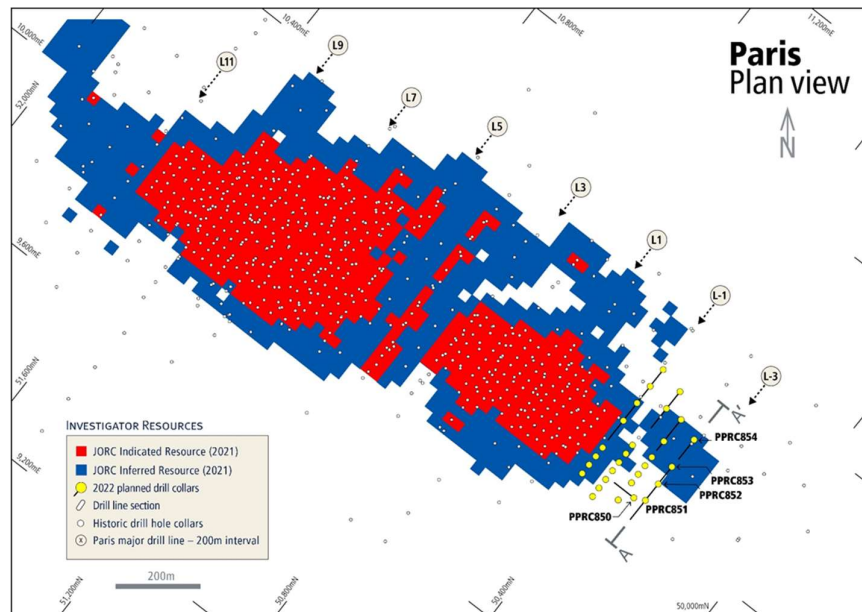 10,000mE
10,400mE
10,800mE
11,200mE
Paris
Plan view
N
52,000mN
L11
L9
L7
L5
L3
L1
L-1
L-3
9,600mE
51,600mN
9,200mE
A'
PPRC854
PPRC853
PPRC852
PPRC851
PPRC850
A
INVESTIGATOR RESOURCES
JORC Indicated Resource (2021)
JORC Inferred Resource (2021)
2022 planned drill collars
Drill line section
Historic drill hole collars
X Paris major drill line – 200m interval
200m
51,200mN
50,800mN
50,400mN
50,000mN